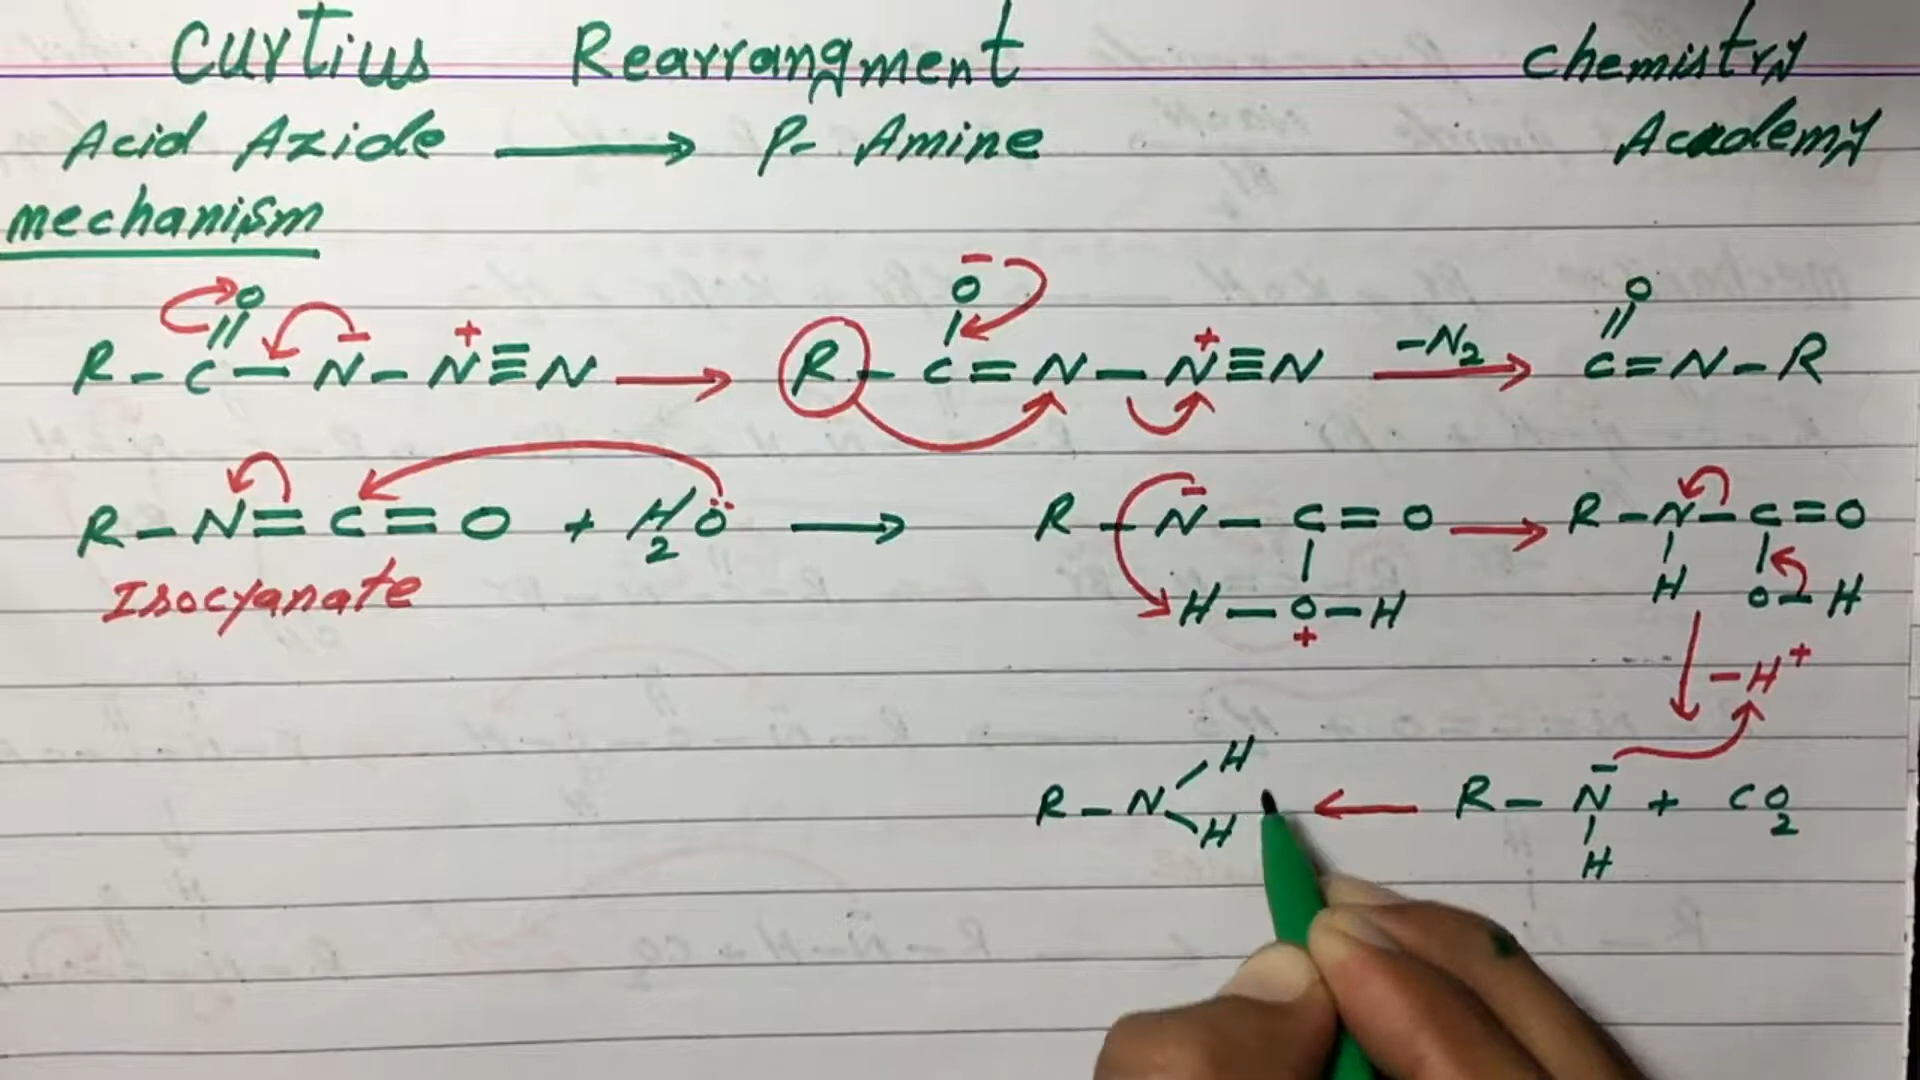 Curtius Rearrangment Chemistry
Acid Azide ⟶ P- Amine Academy
mechanism
R-C(=O)-N⁻-N⁺≡N ⟶ R-C(-O⁻)=N-N⁺≡N -N₂⟶ C(=O)=N-R
R-N=C=O + H₂Ö ⟶ R-N⁻-C(=O)-O⁺(H)-H ⟶ R-N(H)-C(=O)-O-H
Isocyanate
-H⁺
R-N(H)-H ⟵ R-N⁻-H + CO₂